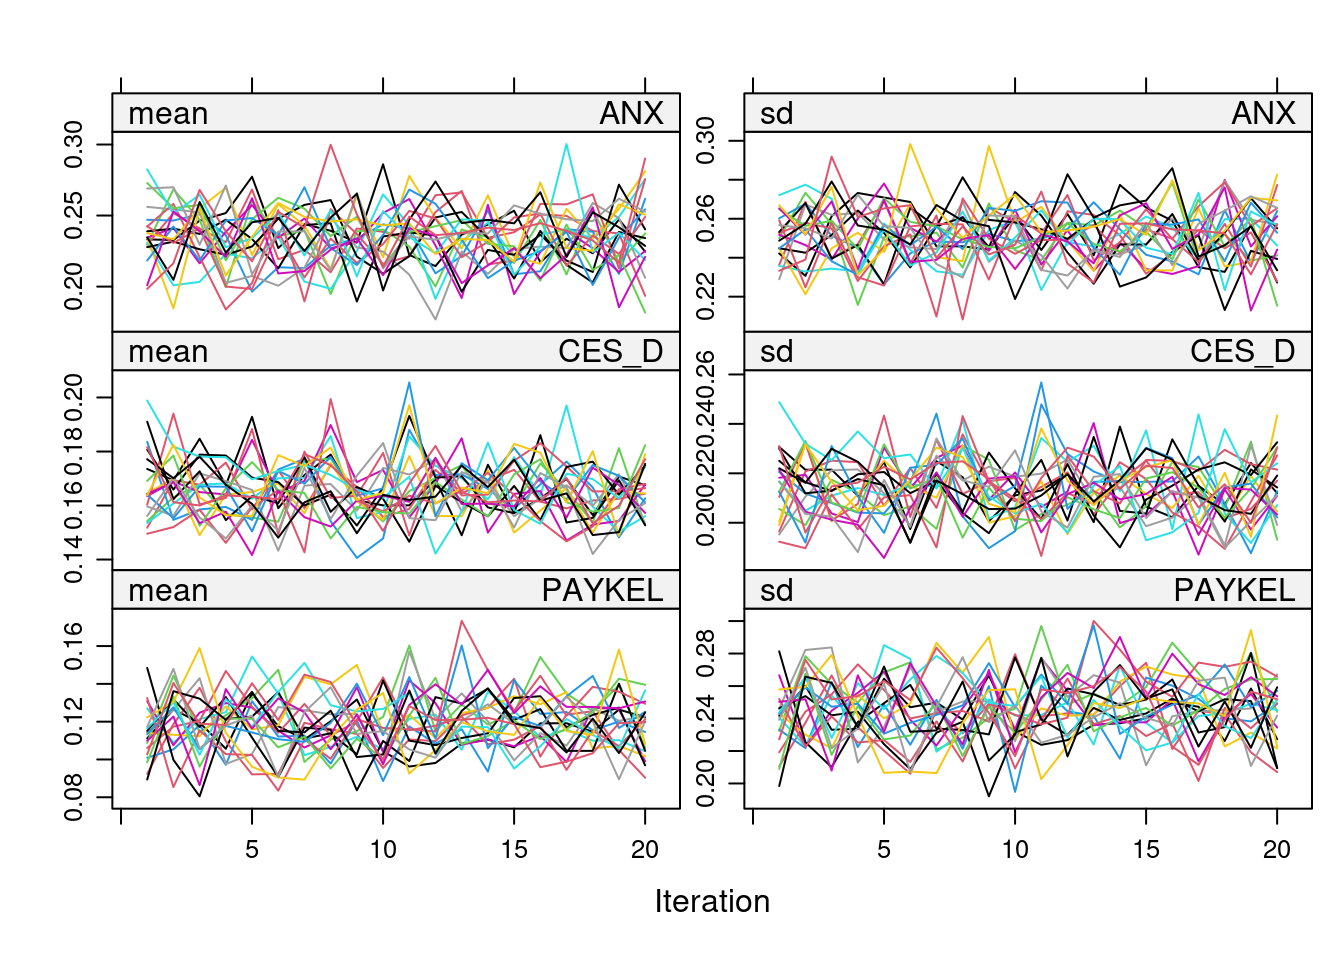 mean ANX
sd ANX
0.30
0.25
0.20
0.30
0.26
0.22
mean CES_D
sd CES_D
0.20
0.18
0.16
0.14
0.26
0.24
0.22
0.20
mean PAYKEL
sd PAYKEL
0.16
0.12
0.08
0.28
0.24
0.20
5 10 15 20
5 10 15 20
Iteration